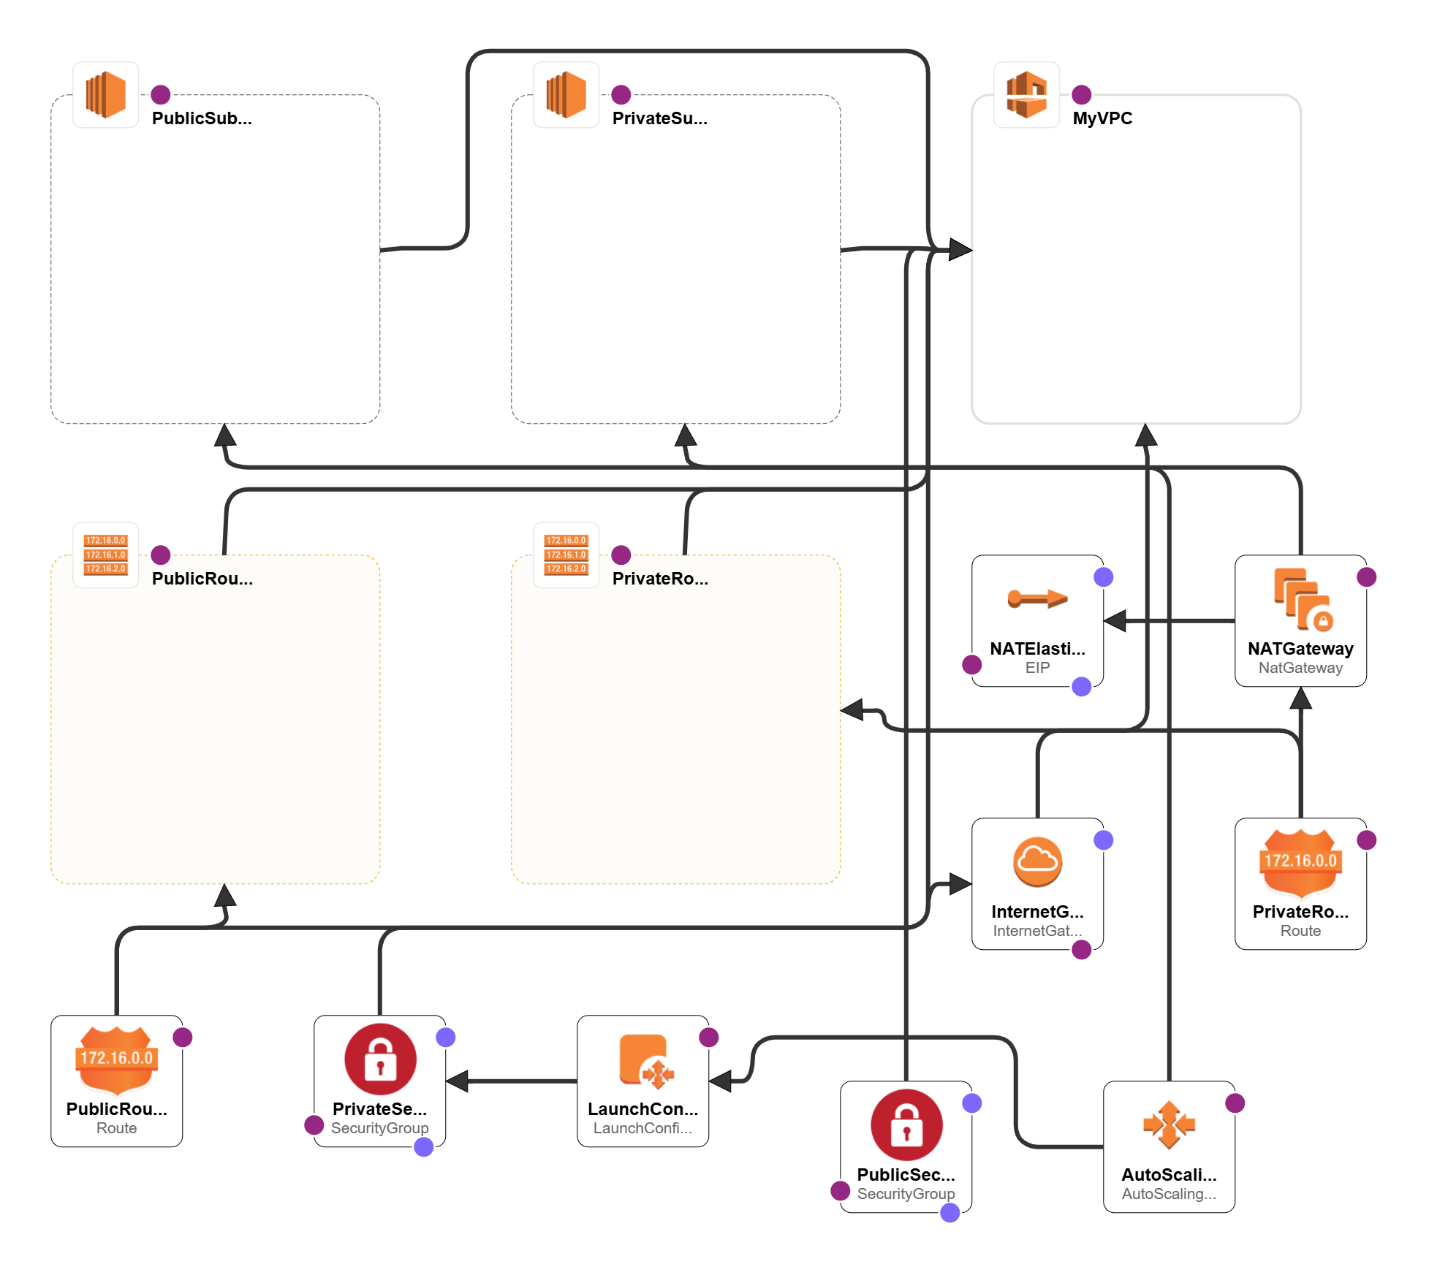 PublicSub...
PrivateSu...
MyVPC
172.16.0.0
172.16.1.0
172.16.2.0
PublicRou...
172.16.0.0
172.16.1.0
172.16.2.0
PrivateRo...
NATElasti...
EIP
NATGateway
NatGateway
InternetG...
InternetGat...
172.16.0.0
PrivateRo...
Route
172.16.0.0
PublicRou...
Route
PrivateSe...
SecurityGroup
LaunchCon...
LaunchConfi...
PublicSec...
SecurityGroup
AutoScali...
AutoScaling...